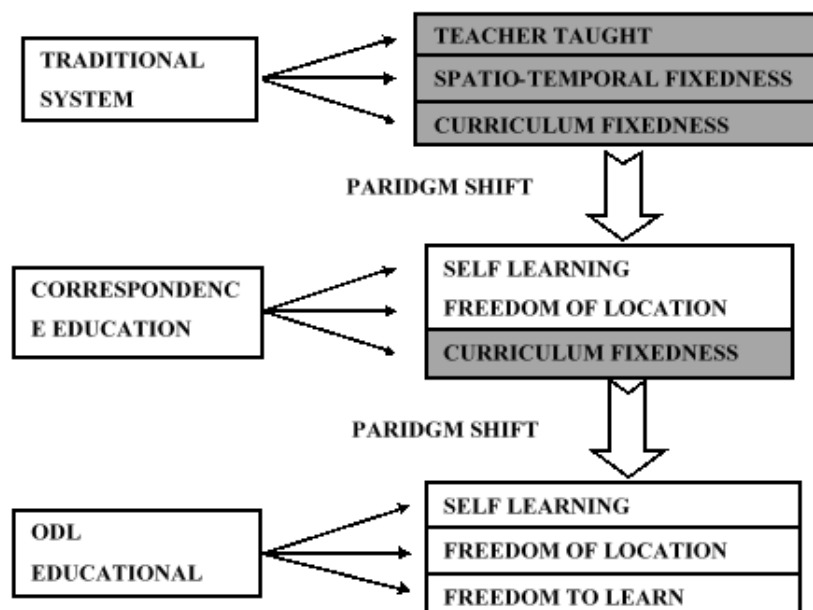 TRADITIONAL
SYSTEM
TEACHER TAUGHT
SPATIO-TEMPORAL FIXEDNESS
CURRICULUM FIXEDNESS
PARIDGM SHIFT
CORRESPONDENC
E EDUCATION
SELF LEARNING
FREEDOM OF LOCATION
CURRICULUM FIXEDNESS
PARIDGM SHIFT
ODL
EDUCATIONAL
SELF LEARNING
FREEDOM OF LOCATION
FREEDOM TO LEARN